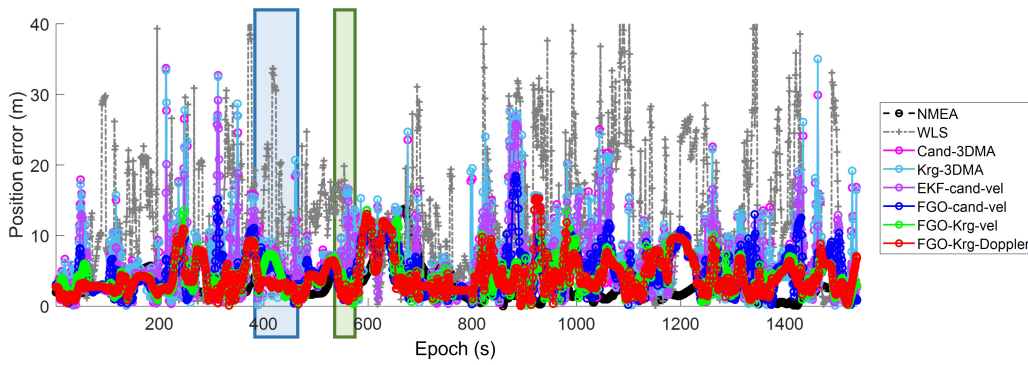 Position error (m)
40
30
20
10
0
200
400
600
800
1000
1200
1400
Epoch (s)
NMEA
WLS
Cand-3DMA
Krg-3DMA
EKF-cand-vel
FGO-cand-vel
FGO-Krg-vel
FGO-Krg-Doppler